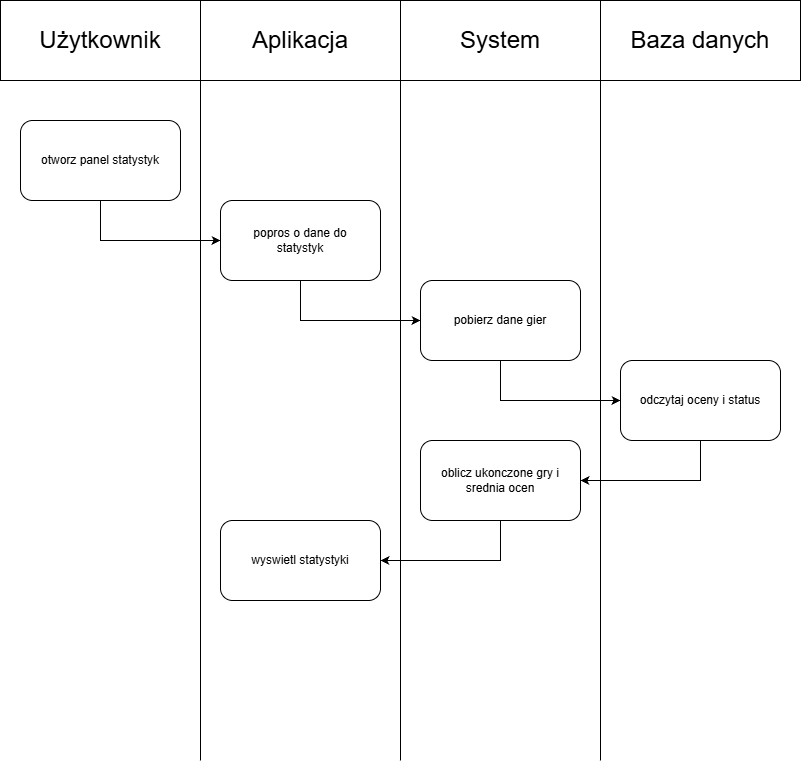 Użytkownik
Aplikacja
System
Baza danych
otworz panel statystyk
popros o dane do
statystyk
pobierz dane gier
odczytaj oceny i status
oblicz ukonczone gry i
srednia ocen
wyswietl statystyki